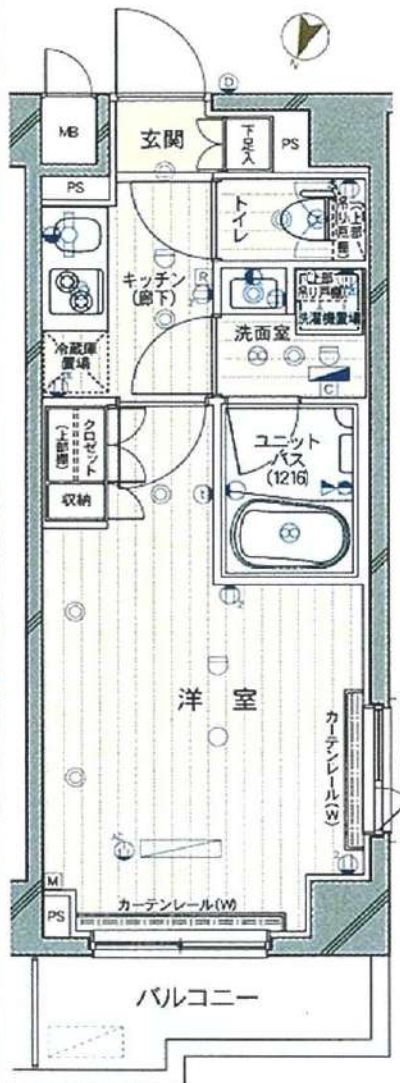 N
D
MB
玄関
下足入
PS
PS
トイレ
(上部吊り戸棚)
キッチン
(廊下)
R
冷蔵庫
置場
洗面室
(上部
吊り戸棚)
洗濯機置場
C
クロゼット
(上部棚)
収納
ユニット
バス
(1216)
2
洋 室
カーテンレール(W)
2
M
PS
カーテンレール(W)
バルコニー